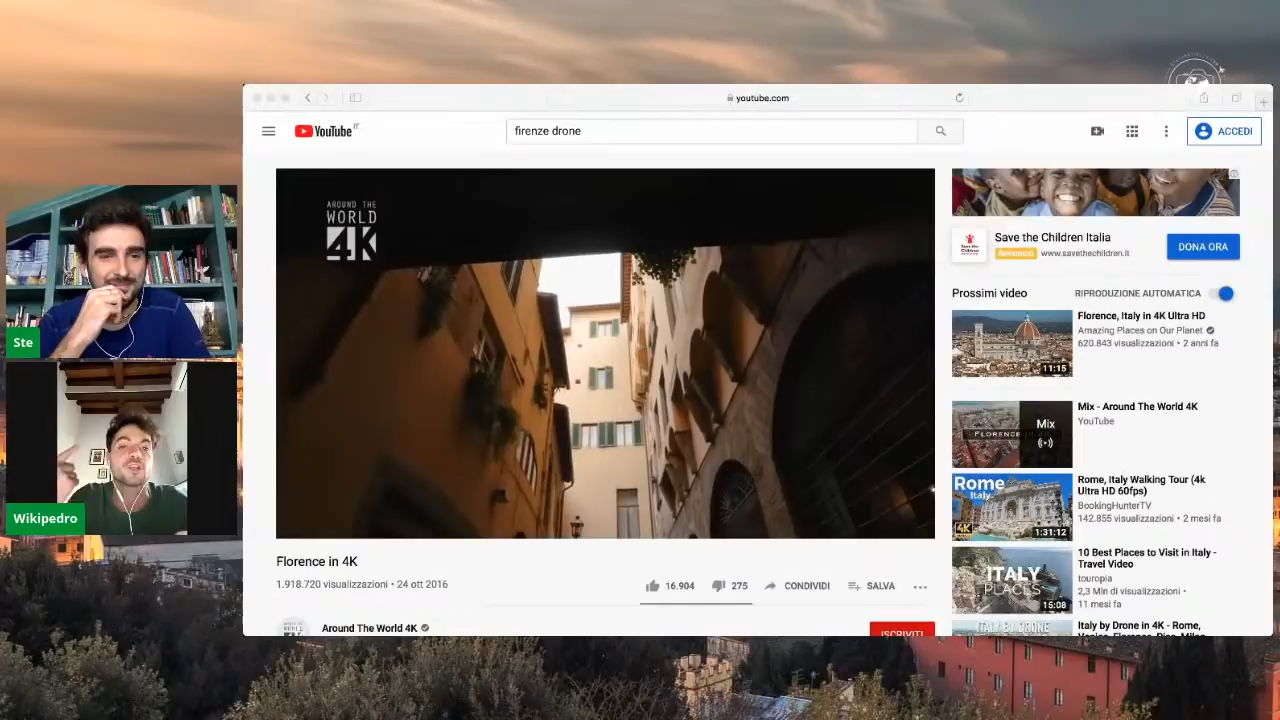 youtube.com
YouTube IT
firenze drone
ACCEDI
AROUND THE
WORLD
4K
Save the Children Italia
Annuncio www.savethechildren.it
DONA ORA
Prossimi video
RIPRODUZIONE AUTOMATICA
Florence, Italy in 4K Ultra HD
Amazing Places on Our Planet
620.843 visualizzazioni • 2 anni fa
11:15
Mix - Around The World 4K
YouTube
Mix
FLORENCE IN
Rome, Italy Walking Tour (4k
Ultra HD 60fps)
BookingHunterTV
142.855 visualizzazioni • 2 mesi fa
Rome
Italy
4K
1:31:12
10 Best Places to Visit in Italy -
Travel Video
touropia
2,3 Mln di visualizzazioni •
11 mesi fa
ITALY
PLACES
15:08
Italy by Drone in 4K - Rome,
ITALY BY DRONE
Ste
Wikipedro
Florence in 4K
1.918.720 visualizzazioni • 24 ott 2016
16.904
275
CONDIVIDI
SALVA
Around The World 4K
ISCRIVITI